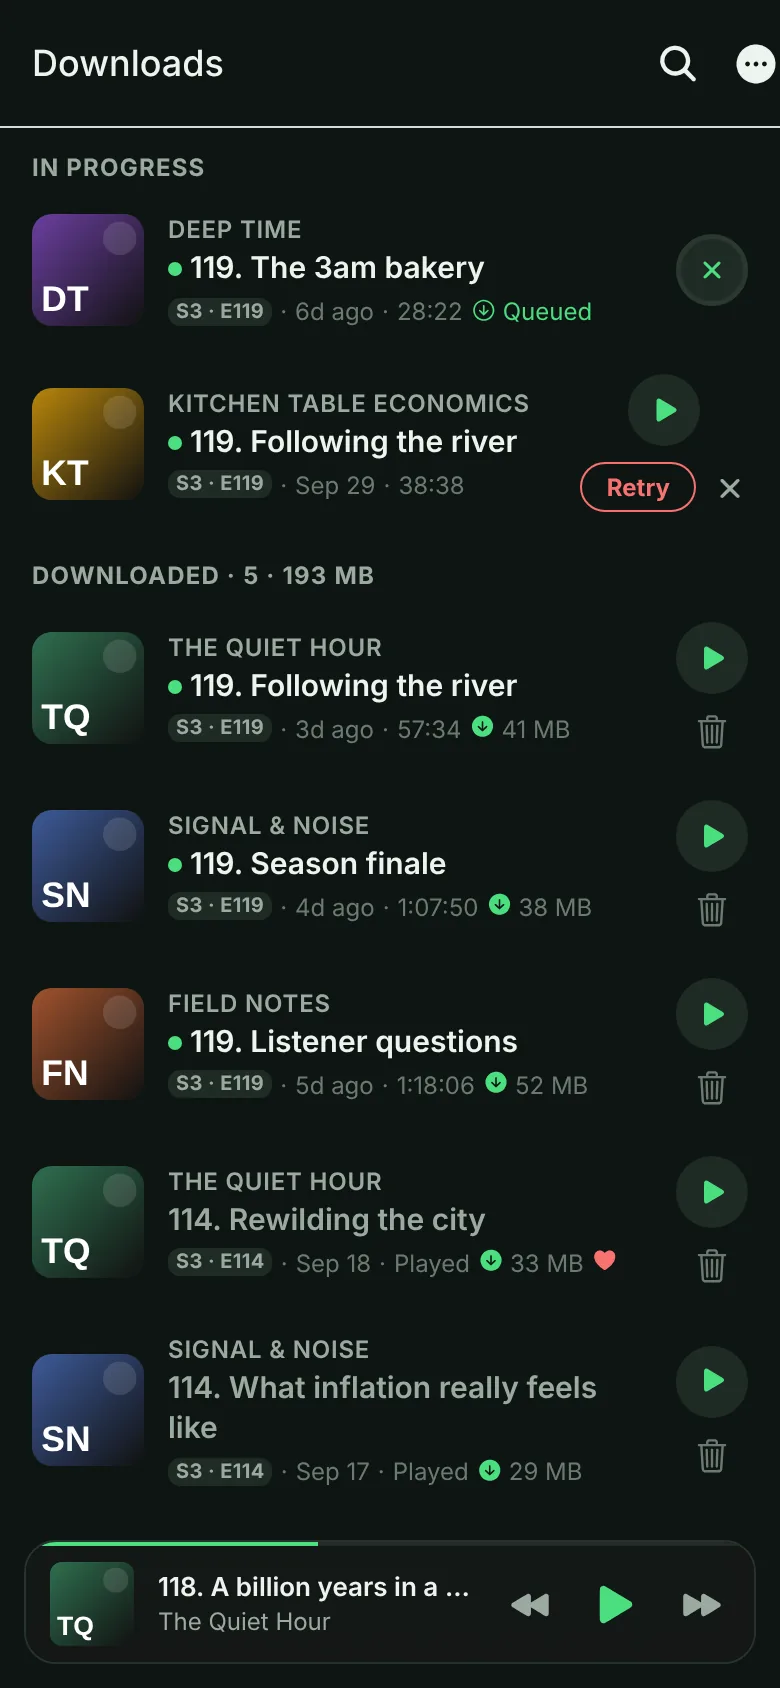 Downloads
IN PROGRESS
DT
DEEP TIME
119. The 3am bakery
S3 · E119 · 6d ago · 28:22 Queued
KT
KITCHEN TABLE ECONOMICS
119. Following the river
S3 · E119 · Sep 29 · 38:38
Retry
DOWNLOADED · 5 · 193 MB
TQ
THE QUIET HOUR
119. Following the river
S3 · E119 · 3d ago · 57:34 41 MB
SN
SIGNAL & NOISE
119. Season finale
S3 · E119 · 4d ago · 1:07:50 38 MB
FN
FIELD NOTES
119. Listener questions
S3 · E119 · 5d ago · 1:18:06 52 MB
TQ
THE QUIET HOUR
114. Rewilding the city
S3 · E114 · Sep 18 · Played 33 MB
SN
SIGNAL & NOISE
114. What inflation really feels
like
S3 · E114 · Sep 17 · Played 29 MB
TQ
118. A billion years in a ...
The Quiet Hour